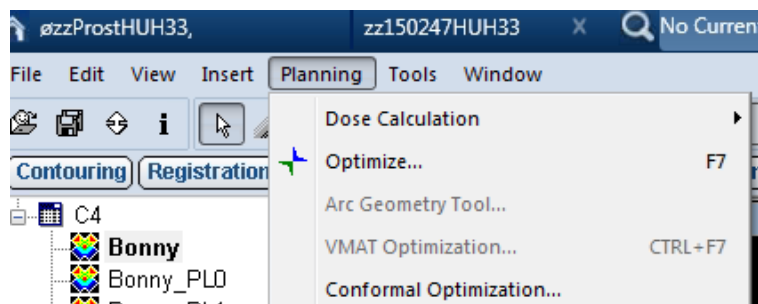 øzzProstHUH33, zz150247HUH33 X No Curren
File Edit View Insert Planning Tools Window
i
Dose Calculation
Contouring Registration Optimize... F7
C4 Arc Geometry Tool...
Bonny VMAT Optimization... CTRL+F7
Bonny_PL0 Conformal Optimization...